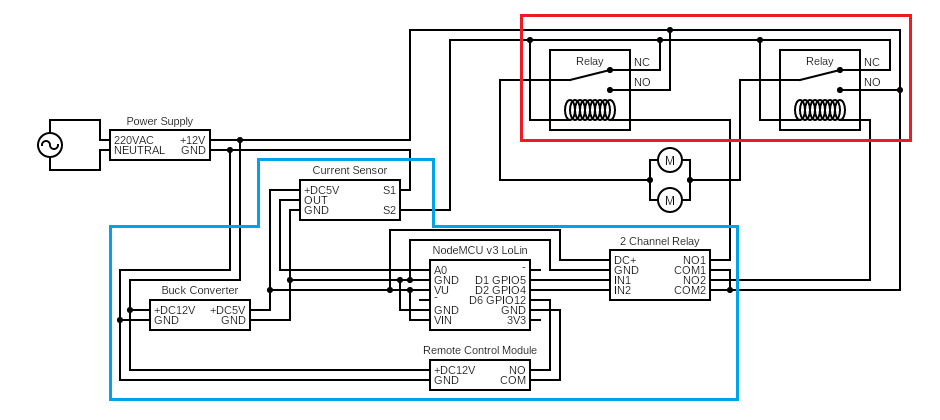 Relay
NC
NO
Relay
NC
NO
Power Supply
220VAC +12V
NEUTRAL GND
M
M
Current Sensor
+DC5V S1
OUT
GND S2
2 Channel Relay
DC+ NO1
GND COM1
IN1 NO2
IN2 COM2
NodeMCU v3 LoLin
A0 -
GND D1 GPIO5
VU D2 GPIO4
- D6 GPIO12
GND GND
VIN 3V3
Buck Converter
+DC12V +DC5V
GND GND
Remote Control Module
+DC12V NO
GND COM